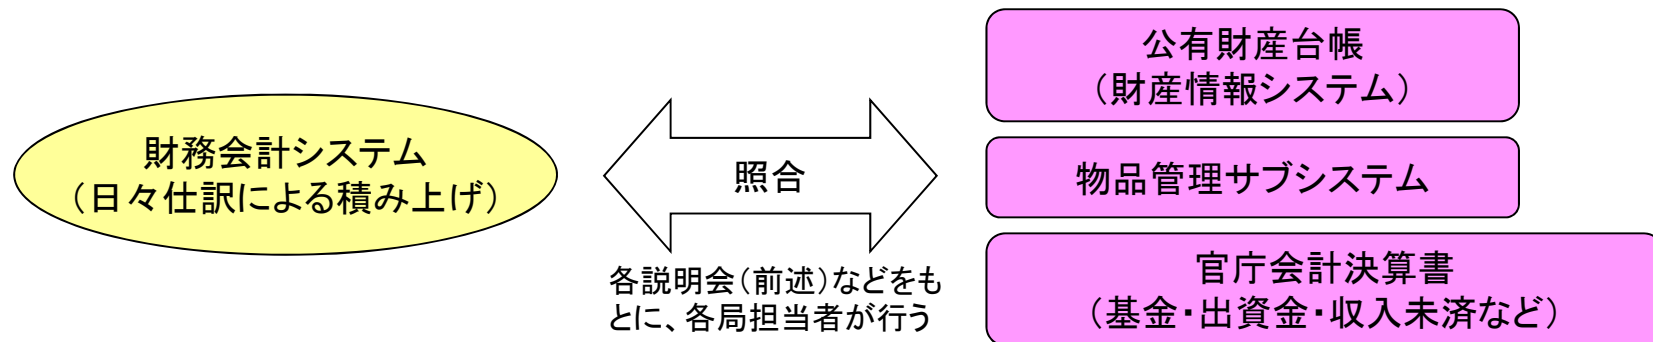 財務会計システム
（日々仕訳による積み上げ）
照合
各説明会（前述）などをも
とに、各局担当者が行う
公有財産台帳
（財産情報システム）
物品管理サブシステム
官庁会計決算書
（基金・出資金・収入未済など）